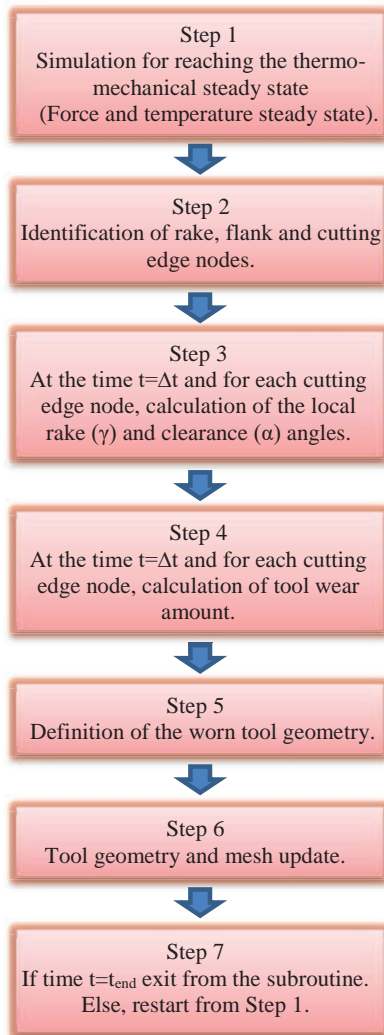 Step 1
Simulation for reaching the thermo-
mechanical steady state
(Force and temperature steady state).
Step 2
Identification of rake, flank and cutting
edge nodes.
Step 3
At the time t=Δt and for each cutting
edge node, calculation of the local
rake (γ) and clearance (α) angles.
Step 4
At the time t=Δt and for each cutting
edge node, calculation of tool wear
amount.
Step 5
Definition of the worn tool geometry.
Step 6
Tool geometry and mesh update.
Step 7
If time t=tend exit from the subroutine.
Else, restart from Step 1.